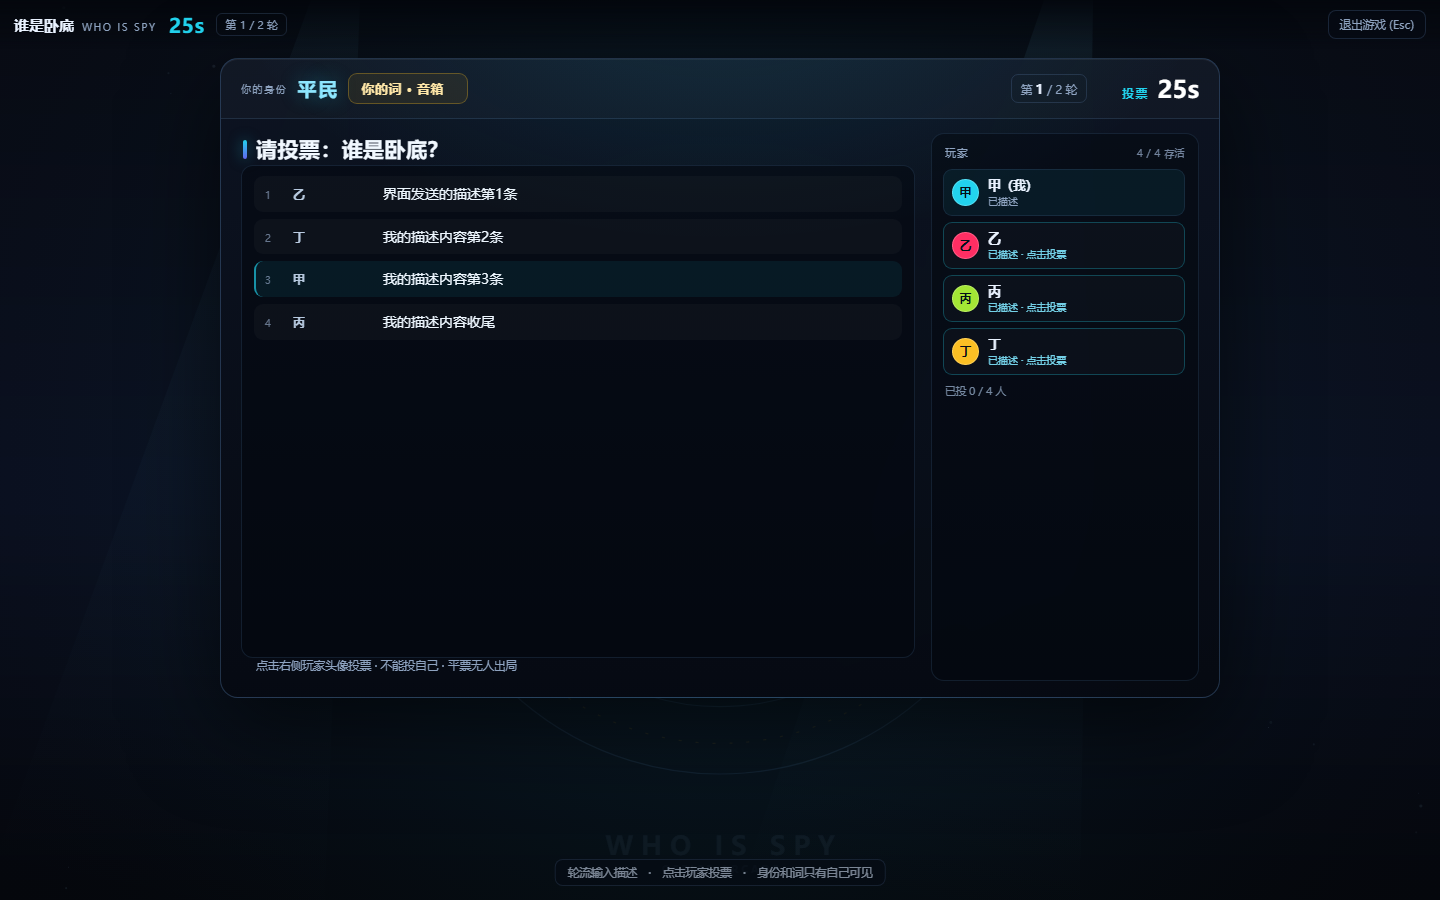 谁是卧底 WHO IS SPY 25s 第 1 / 2 轮
退出游戏 (Esc)
你的身份 平民 你的词 • 音箱
第 1 / 2 轮 投票 25s
请投票：谁是卧底？
1 乙 界面发送的描述第1条
2 丁 我的描述内容第2条
3 甲 我的描述内容第3条
4 丙 我的描述内容收尾
点击右侧玩家头像投票 · 不能投自己 · 平票无人出局
玩家 4 / 4 存活
甲 甲（我）
已描述
乙 乙
已描述 · 点击投票
丙 丙
已描述 · 点击投票
丁 丁
已描述 · 点击投票
已投 0 / 4 人
WHO IS SPY
轮流输入描述 · 点击玩家投票 · 身份和词只有自己可见